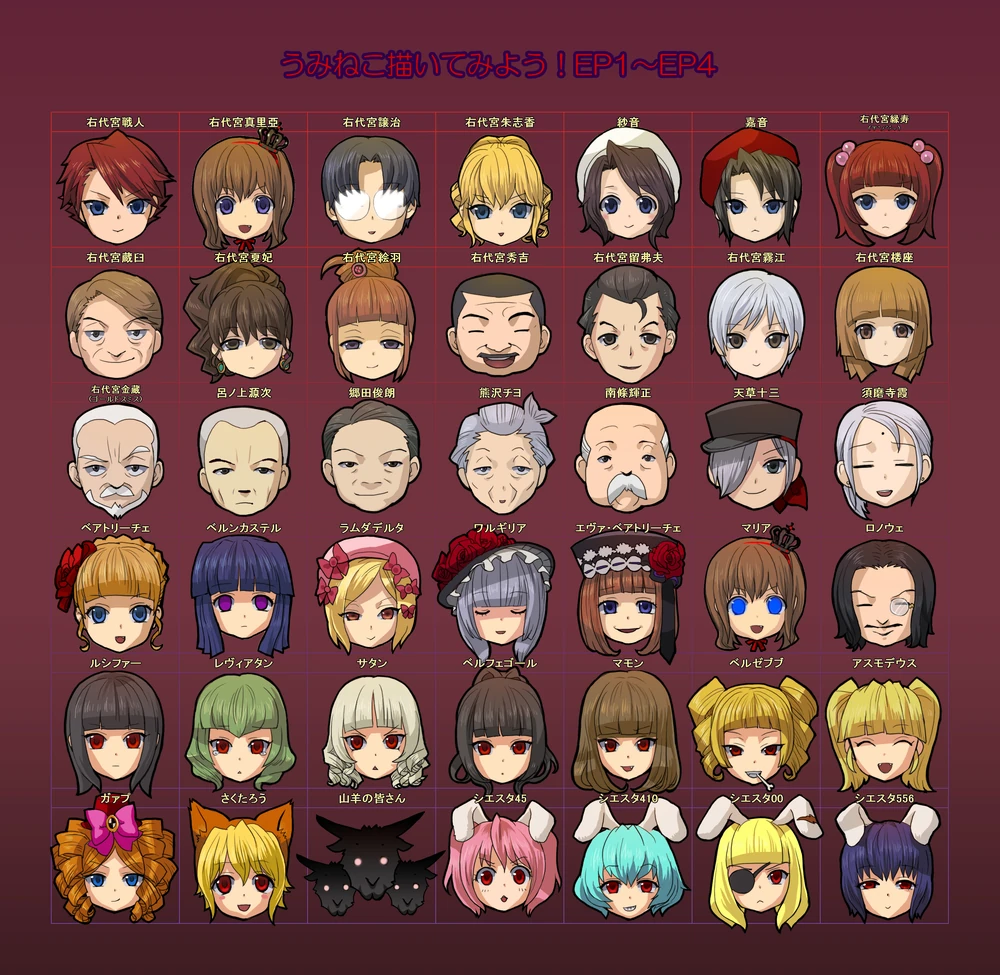 うみねこ描いてみよう！EP1～EP4
右代宮戦人
右代宮真里亞
右代宮譲治
右代宮朱志香
紗音
嘉音
右代宮縁寿
右代宮蔵臼
右代宮夏妃
右代宮絵羽
右代宮秀吉
右代宮留弗夫
右代宮霧江
右代宮楼座
右代宮金蔵
(ゴールドスミス)
呂ノ上源次
郷田俊朗
熊沢チヨ
南條輝正
天草十三
須磨寺霞
ベアトリーチェ
ベルンカステル
ラムダデルタ
ワルギリア
エヴァ・ベアトリーチェ
マリア
ロノウェ
ルシファー
レヴィアタン
サタン
ベルフェゴール
マモン
ベルゼブブ
アスモデウス
ガァプ
さくたろう
山羊の皆さん
シエスタ45
シエスタ410
シエスタ00
シエスタ556